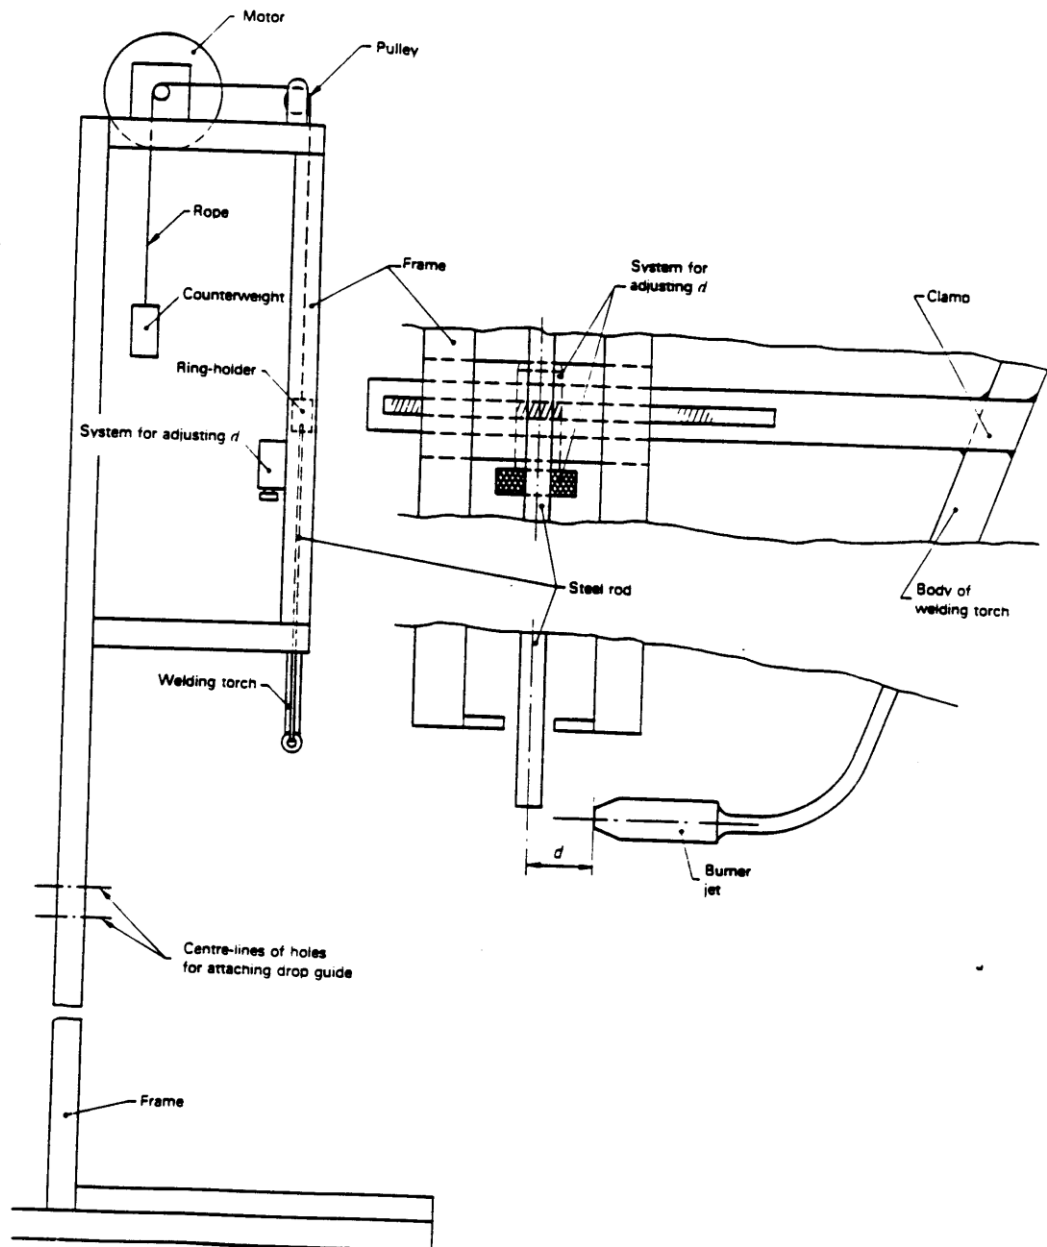 Motor
Pulley
Rope
Frame
System for
adjusting d
Clamp
Counterweight
Ring-holder
System for adjusting d
Steel rod
Body of
welding torch
Welding torch
d
Burner
jet
Centre-lines of holes
for attaching drop guide
Frame